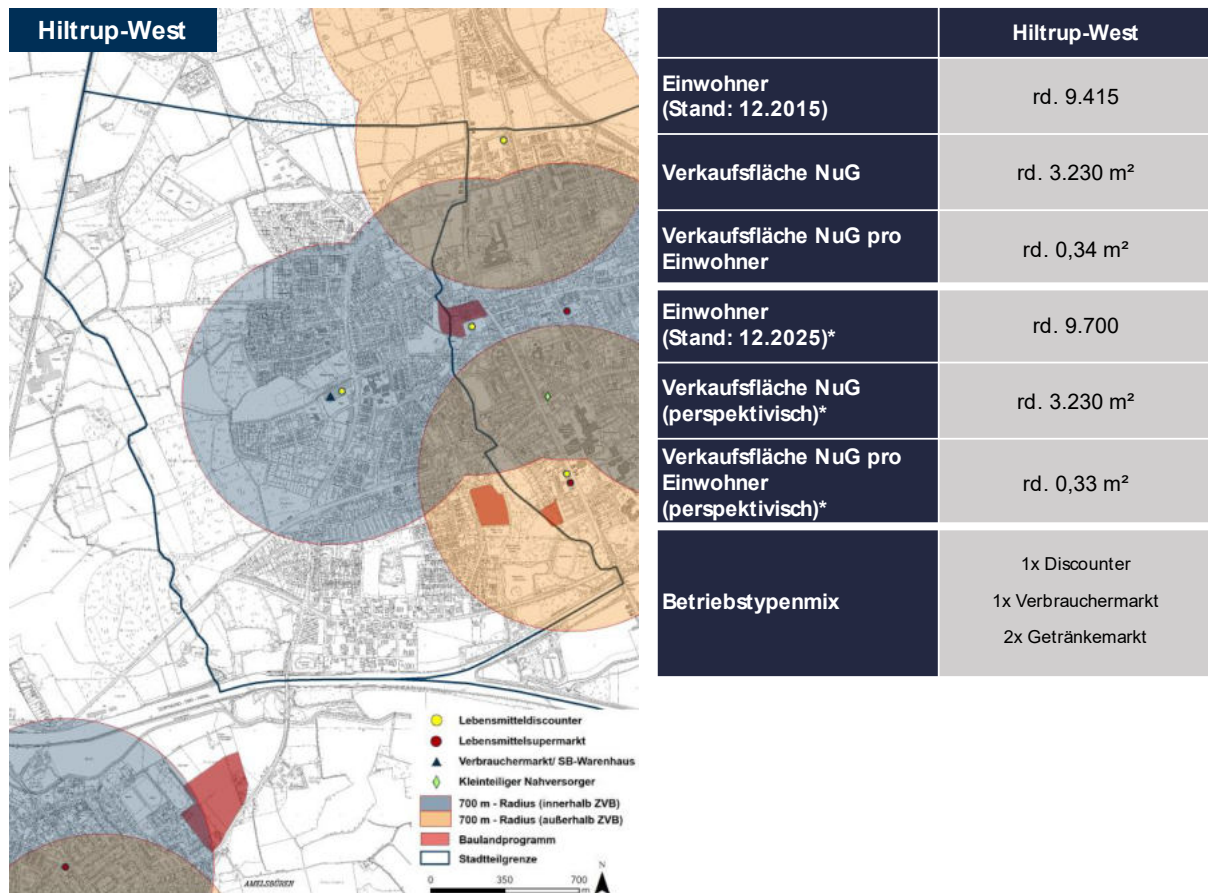 Hiltrup-West
Hiltrup-West
Einwohner
(Stand: 12.2015)
rd. 9.415
Verkaufsfläche NuG
rd. 3.230 m²
Verkaufsfläche NuG pro
Einwohner
rd. 0,34 m²
Einwohner
(Stand: 12.2025)*
rd. 9.700
Verkaufsfläche NuG
(perspektivisch)*
rd. 3.230 m²
Verkaufsfläche NuG pro
Einwohner
(perspektivisch)*
rd. 0,33 m²
Betriebstypenmix
1x Discounter
1x Verbrauchermarkt
2x Getränkemarkt
Lebensmitteldiscounter
Lebensmittelsupermarkt
Verbrauchermarkt/ SB-Warenhaus
Kleinteiliger Nahversorger
700 m - Radius (innerhalb ZVB)
700 m - Radius (außerhalb ZVB)
Baulandprogramm
Stadtteilgrenze
N
0 350 700
m
AMELSBÜREN